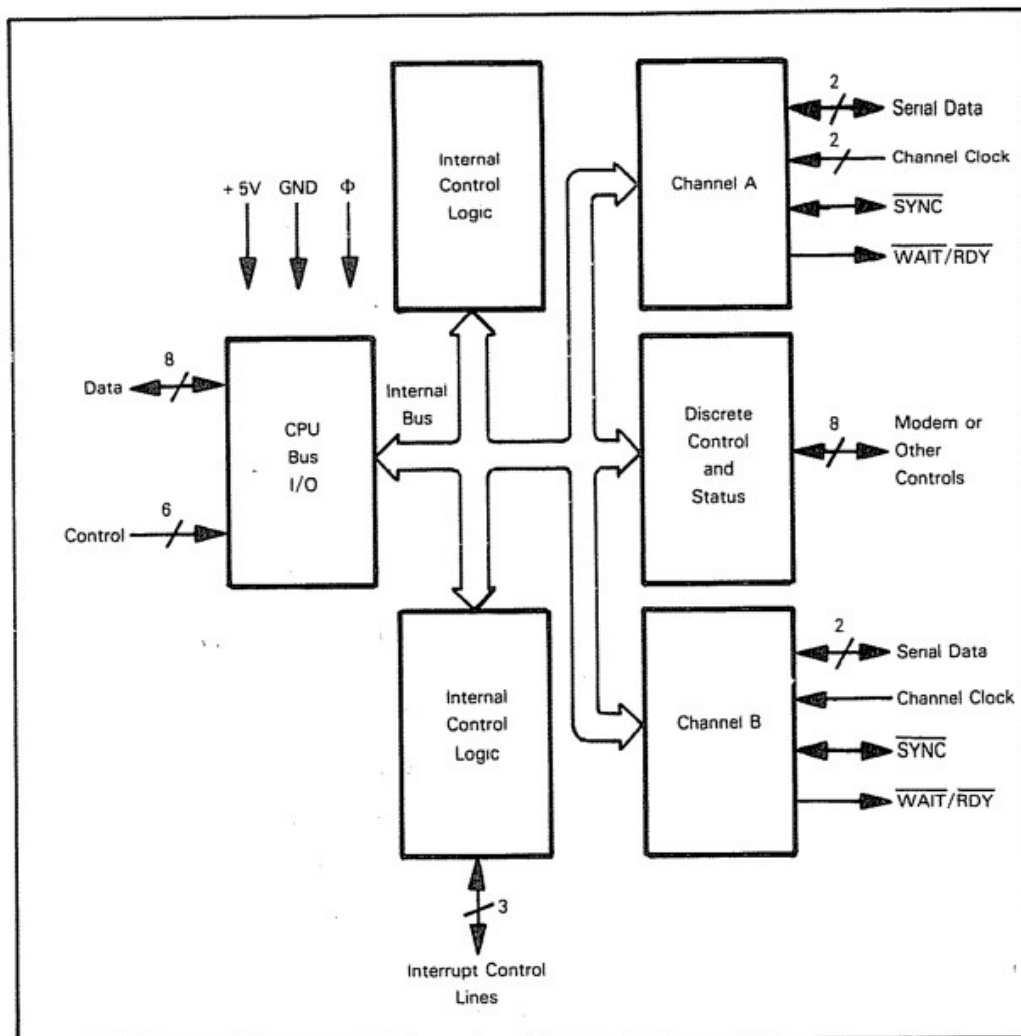 Internal
Control
Logic
+ 5V GND Φ
Channel A
2
Serial Data
2
Channel Clock
SYNC
WAIT/RDY
8
Data
CPU
Bus
I/O
6
Control
Internal
Bus
Discrete
Control
and
Status
8
Modem or
Other
Controls
Internal
Control
Logic
3
Interrupt Control
Lines
Channel B
2
Serial Data
Channel Clock
SYNC
WAIT/RDY